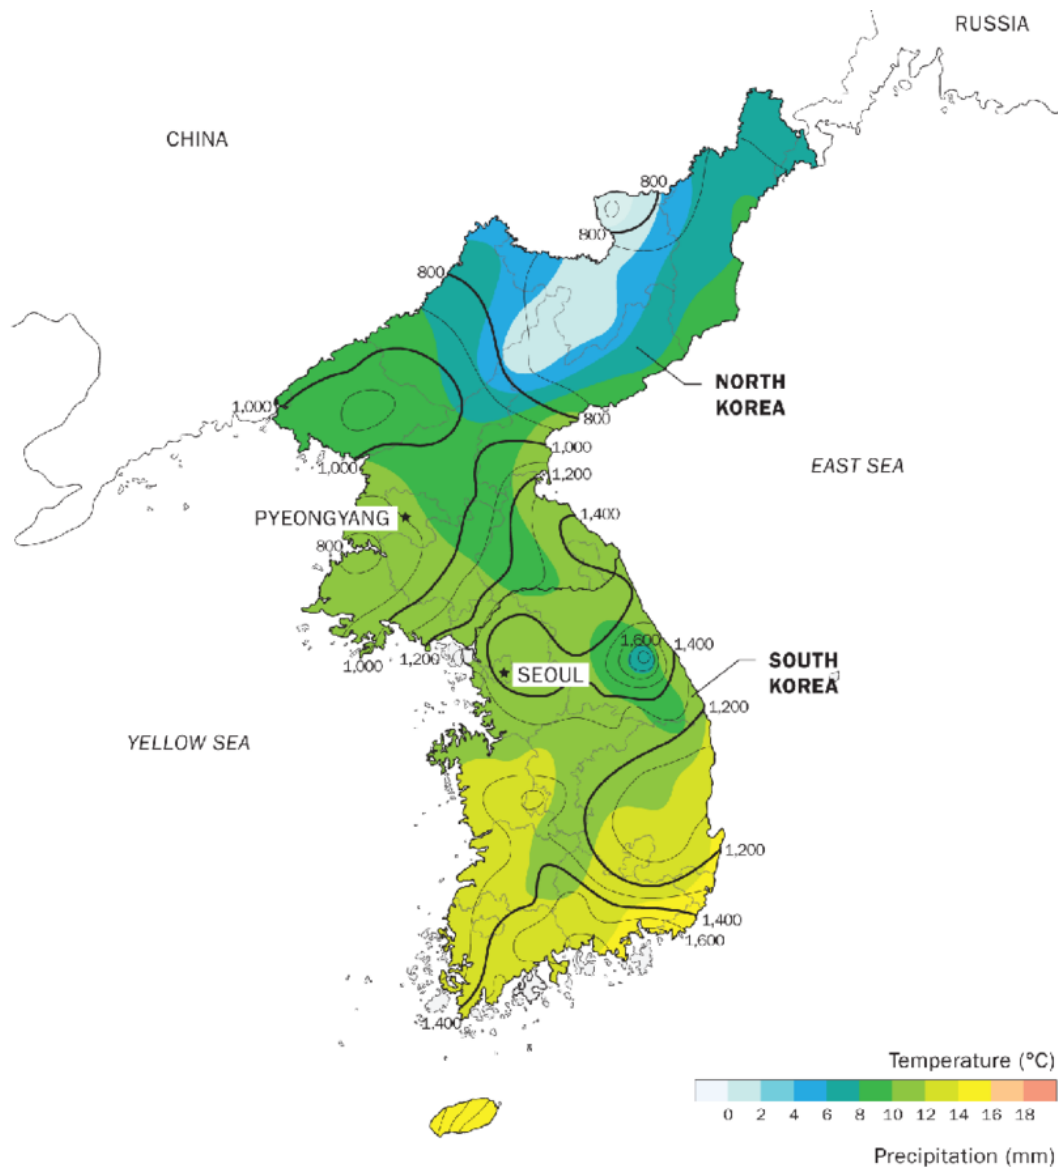 RUSSIA
CHINA
800
800
800
NORTH
KOREA
1,000
800
1,000
1,000
1,200
EAST SEA
PYEONGYANG
1,400
800
1,600
1,400
1,000
1,200
SEOUL
SOUTH
KOREA
1,200
YELLOW SEA
1,200
1,400
1,600
1,400
Temperature (°C)
0 2 4 6 8 10 12 14 16 18
Precipitation (mm)